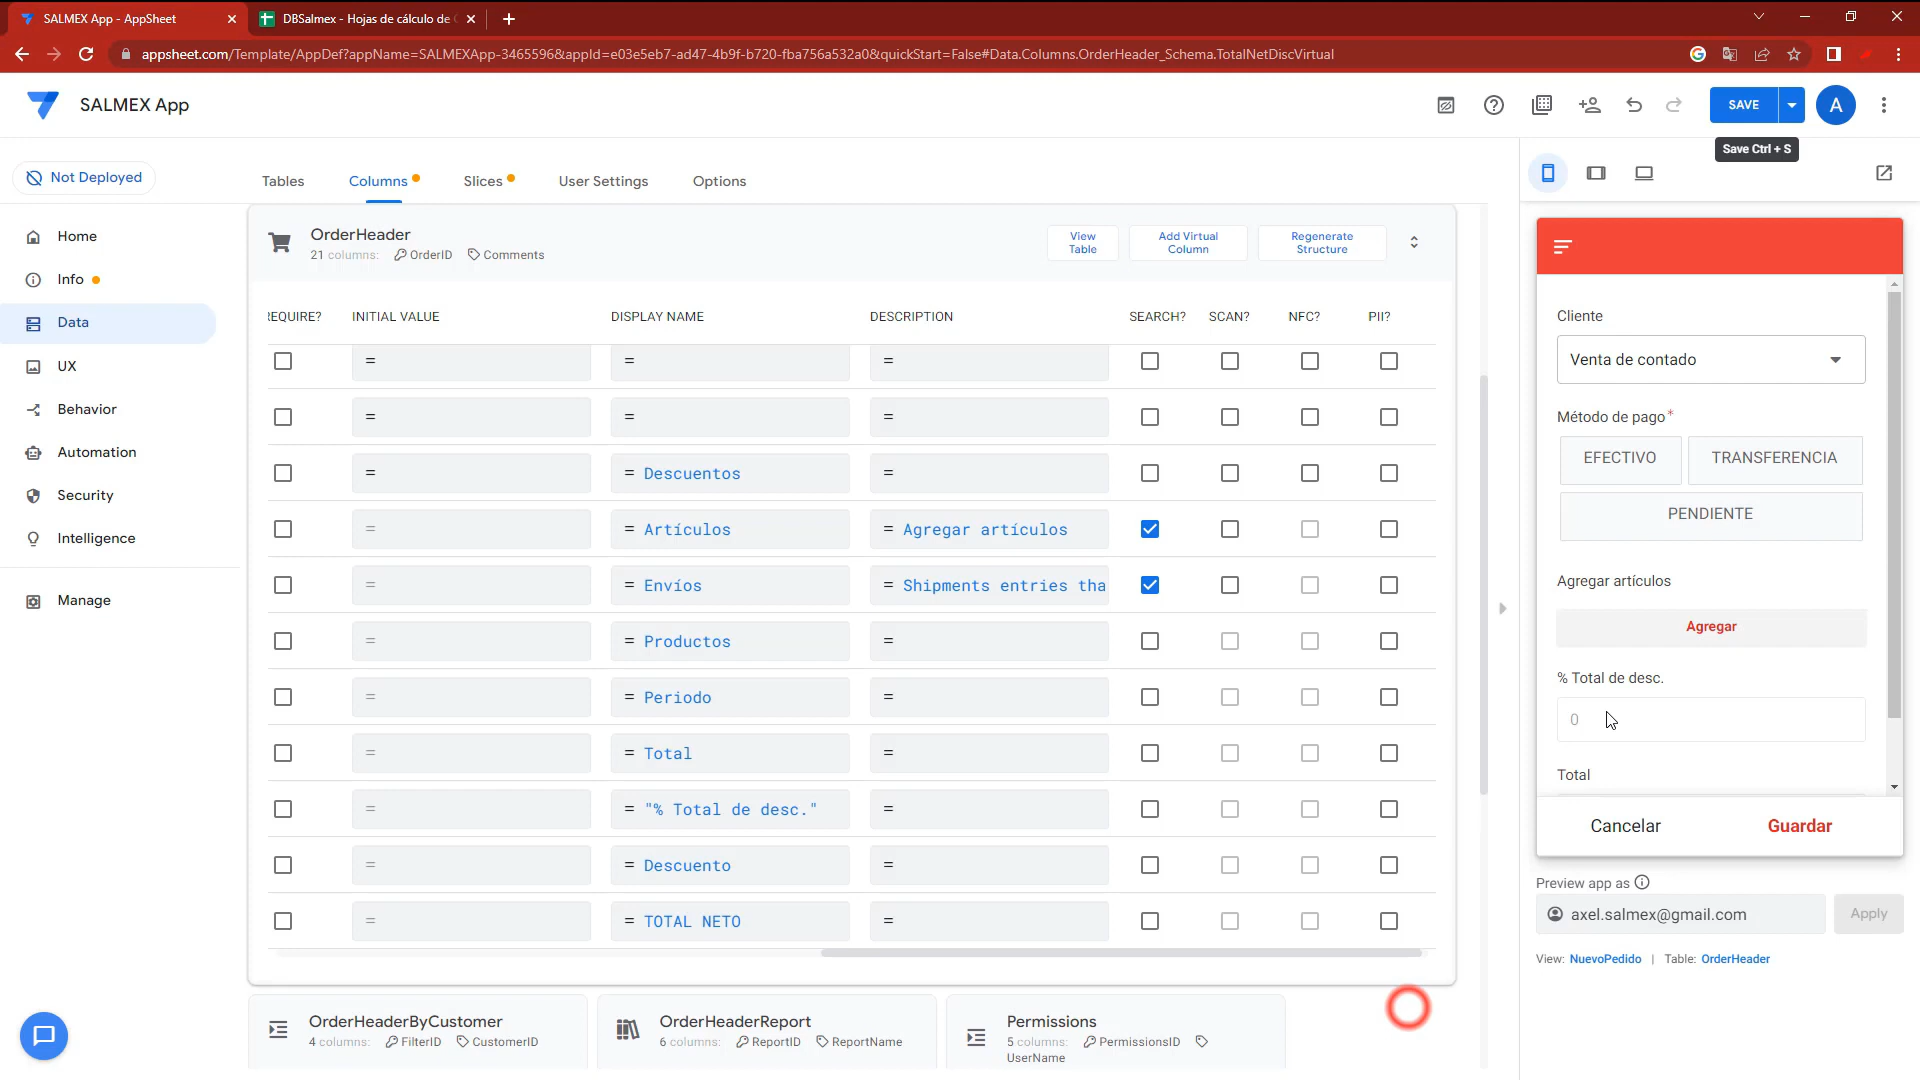 SALMEX App - AppSheet
DBSalmex - Hojas de cálculo de
appsheet.com/Template/AppDef?appName=SALMEXApp-3465596&appId=e03e5eb7-ad47-4b9f-b720-fba756a532a0&quickStart=False#Data.Columns.OrderHeader_Schema.TotalNetDiscVirtual
SALMEX App
SAVE
A
Save Ctrl + S
Not Deployed
Tables
Columns
Slices
User Settings
Options
Home
Info
Data
UX
Behavior
Automation
Security
Intelligence
Manage
OrderHeader
21 columns: OrderID Comments
View Table
Add Virtual Column
Regenerate Structure
REQUIRE? INITIAL VALUE DISPLAY NAME DESCRIPTION SEARCH? SCAN? NFC? PII?
= = =
= = =
= = Descuentos =
= = Artículos = Agregar artículos
= = Envíos = Shipments entries tha
= = Productos =
= = Periodo =
= = Total =
= = "% Total de desc." =
= = Descuento =
= = TOTAL NETO =
OrderHeaderByCustomer
4 columns: FilterID CustomerID
OrderHeaderReport
6 columns: ReportID ReportName
Permissions
5 columns: PermissionsID
UserName
Cliente
Venta de contado
Método de pago*
EFECTIVO
TRANSFERENCIA
PENDIENTE
Agregar artículos
Agregar
% Total de desc.
0
Total
Cancelar
Guardar
Preview app as
axel.salmex@gmail.com
Apply
View: NuevoPedido | Table: OrderHeader